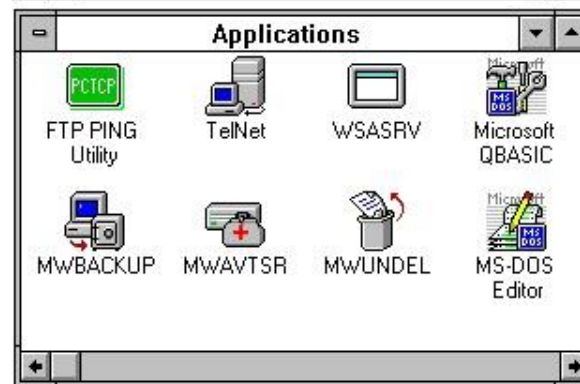 Applications
PCTCP
FTP PING
Utility
TelNet
WSASRV
Microsoft
MS
DOS
Microsoft
QBASIC
MWBACKUP
MWAVTSR
MWUNDEL
Microsoft
MS
DOS
MS-DOS
Editor